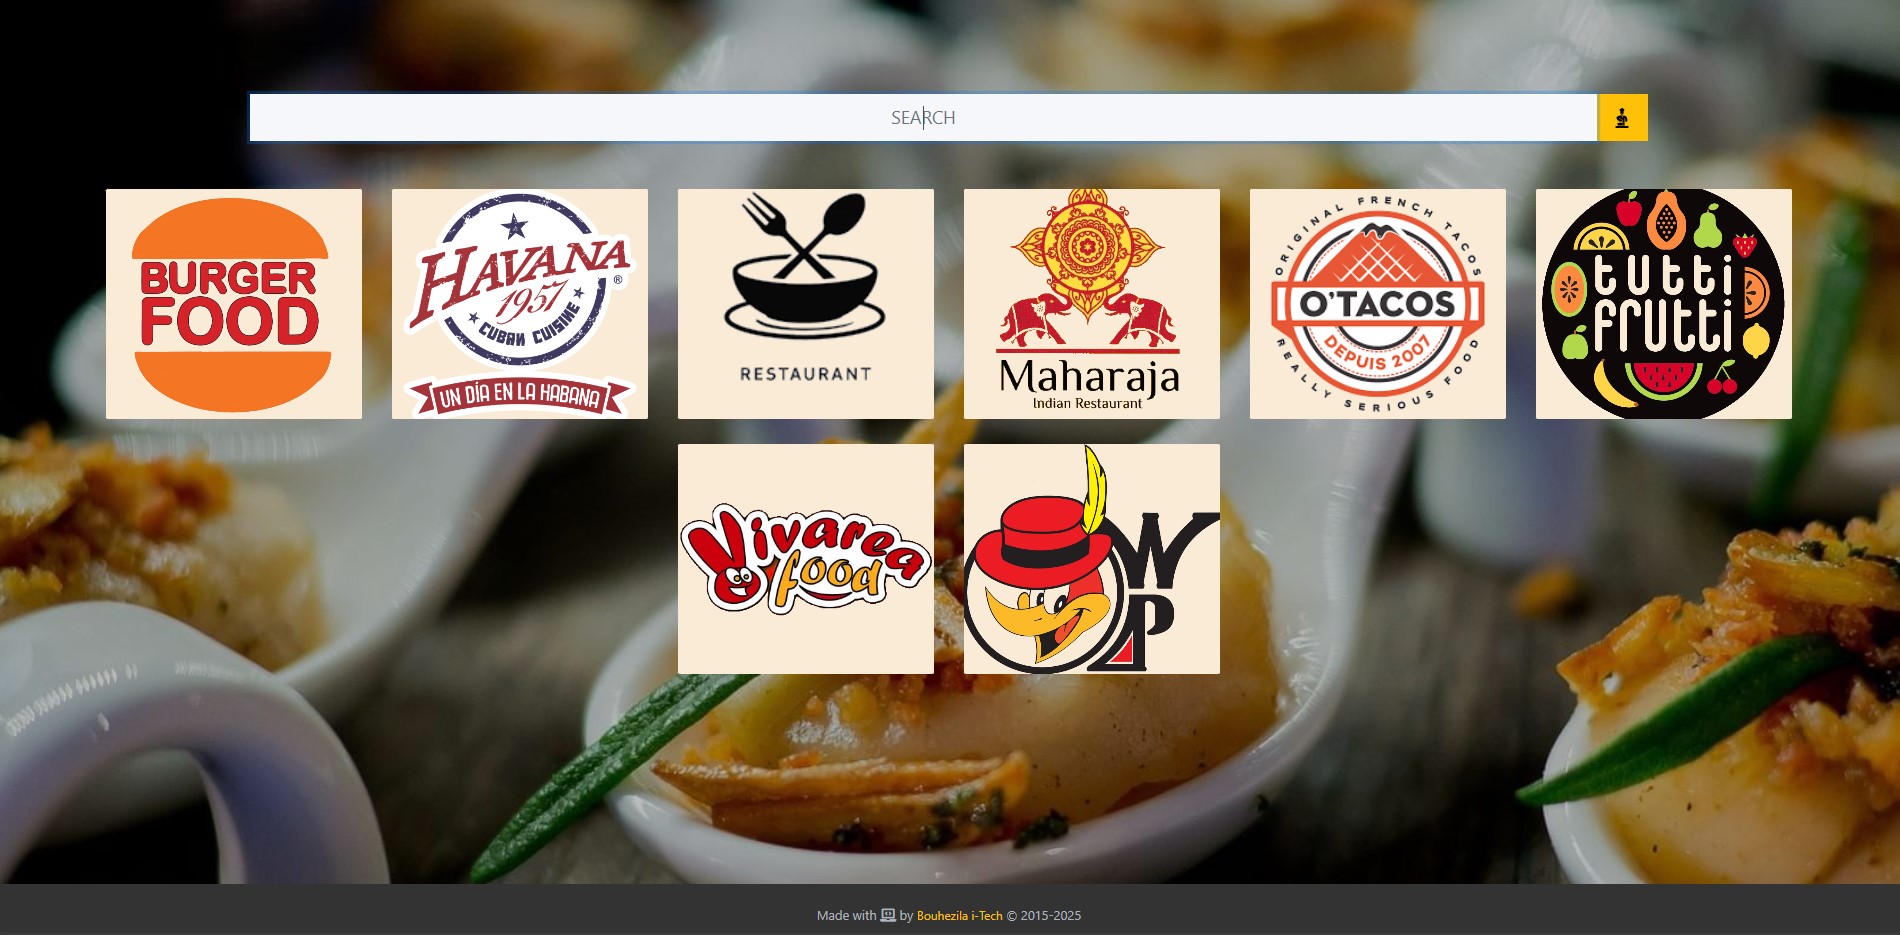 SEARCH
BURGER
FOOD
HAVANA
®
1957
CUBAN CUISINE
UN DÍA EN LA HABANA
RESTAURANT
Maharaja
Indian Restaurant
ORIGINAL FRENCH TACOS
O'TACOS
DEPUIS 2007
REALLY SERIOUS FOOD
tutti
frutti
Vivarea
food
W
P
Made with by Bouhezila i-Tech © 2015-2025